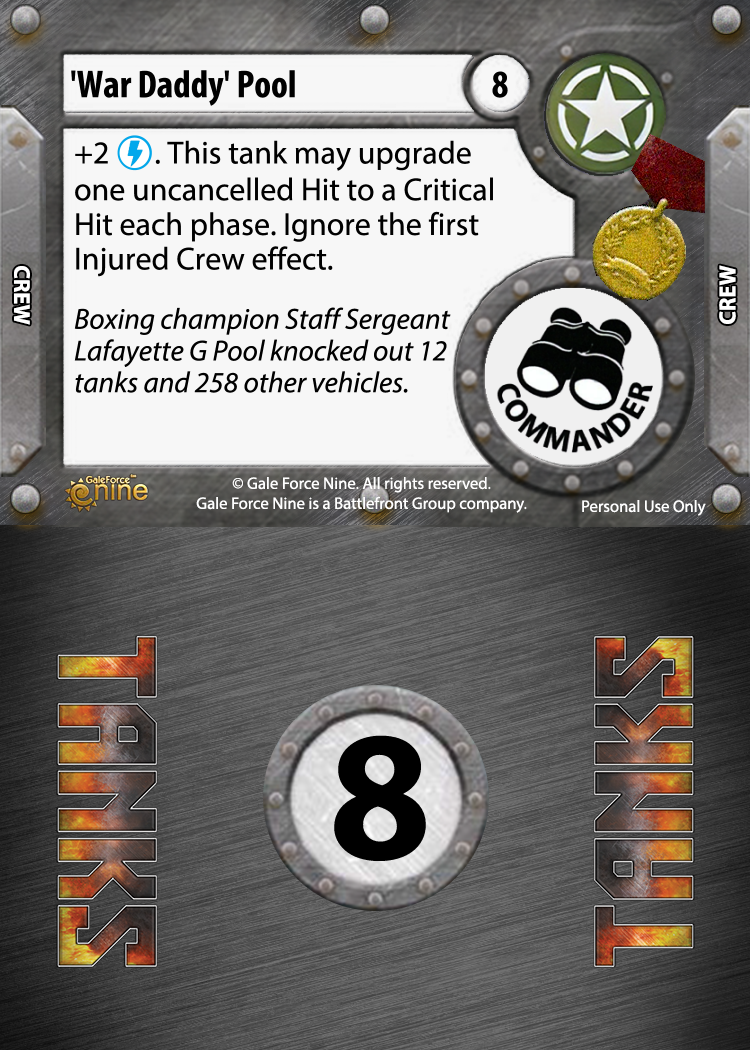 'War Daddy' Pool
8
+2 . This tank may upgrade
one uncancelled Hit to a Critical
Hit each phase. Ignore the first
Injured Crew effect.
Boxing champion Staff Sergeant
Lafayette G Pool knocked out 12
tanks and 258 other vehicles.
CREW
CREW
COMMANDER
GaleForce™
nine
© Gale Force Nine. All rights reserved.
Gale Force Nine is a Battlefront Group company.
Personal Use Only
TANKS
8
TANKS